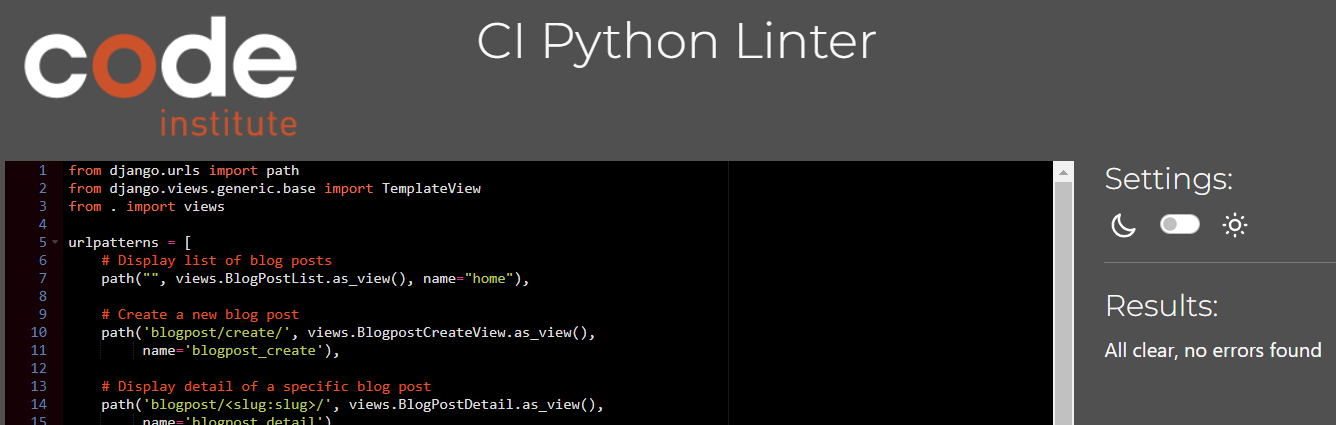 code
institute
CI Python Linter
1 from django.urls import path
2 from django.views.generic.base import TemplateView
3 from . import views
4
5 urlpatterns = [
6     # Display list of blog posts
7     path("", views.BlogPostList.as_view(), name="home"),
8
9     # Create a new blog post
10     path('blogpost/create/', views.BlogpostCreateView.as_view(),
11          name='blogpost_create'),
12
13     # Display detail of a specific blog post
14     path('blogpost/<slug:slug>/', views.BlogPostDetail.as_view(),
15          name='blogpost_detail')
Settings:
Results:
All clear, no errors found